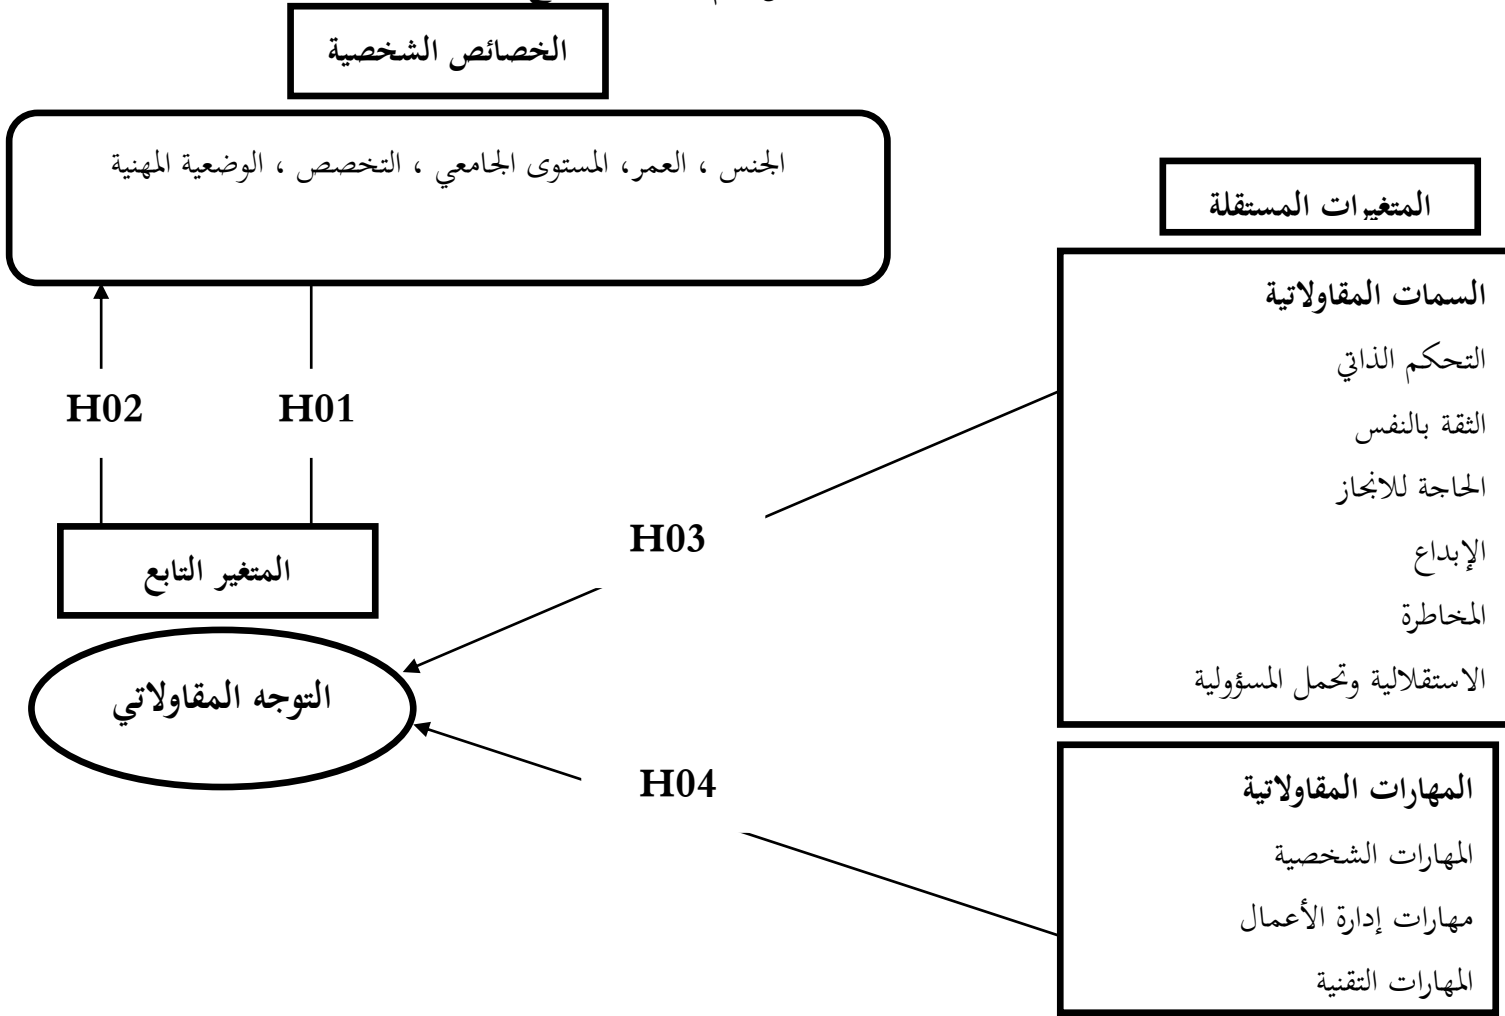 الخصائص الشخصية
الجنس ، العمر، المستوى الجامعي ، التخصص ، الوضعية المهنية
المتغيرات المستقلة
السمات المقاولاتية
التحكم الذاتي
الثقة بالنفس
الحاجة للانجاز
الإبداع
المخاطرة
الاستقلالية وتحمل المسؤولية
H02
H01
H03
المتغير التابع
التوجه المقاولاتي
H04
المهارات المقاولاتية
المهارات الشخصية
مهارات إدارة الأعمال
المهارات التقنية